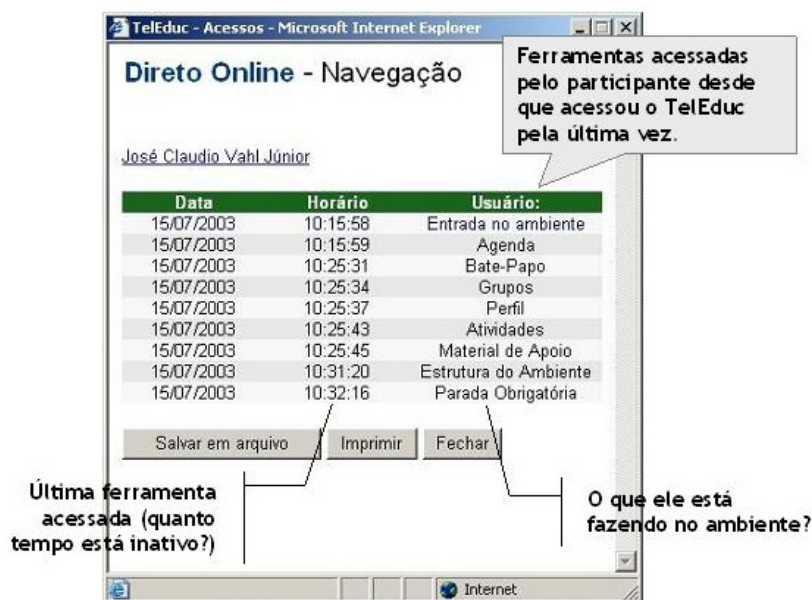 TelEduc - Acessos - Microsoft Internet Explorer
Direto Online - Navegação
Ferramentas acessadas
pelo participante desde
que acessou o TelEduc
pela última vez.
José Claudio Vahl Júnior
Data Horário Usuário:
15/07/2003 10:15:58 Entrada no ambiente
15/07/2003 10:15:59 Agenda
15/07/2003 10:25:31 Bate-Papo
15/07/2003 10:25:34 Grupos
15/07/2003 10:25:37 Perfil
15/07/2003 10:25:43 Atividades
15/07/2003 10:25:45 Material de Apoio
15/07/2003 10:31:20 Estrutura do Ambiente
15/07/2003 10:32:16 Parada Obrigatória
Salvar em arquivo Imprimir Fechar
Última ferramenta
acessada (quanto
tempo está inativo?)
O que ele está
fazendo no ambiente?
Internet